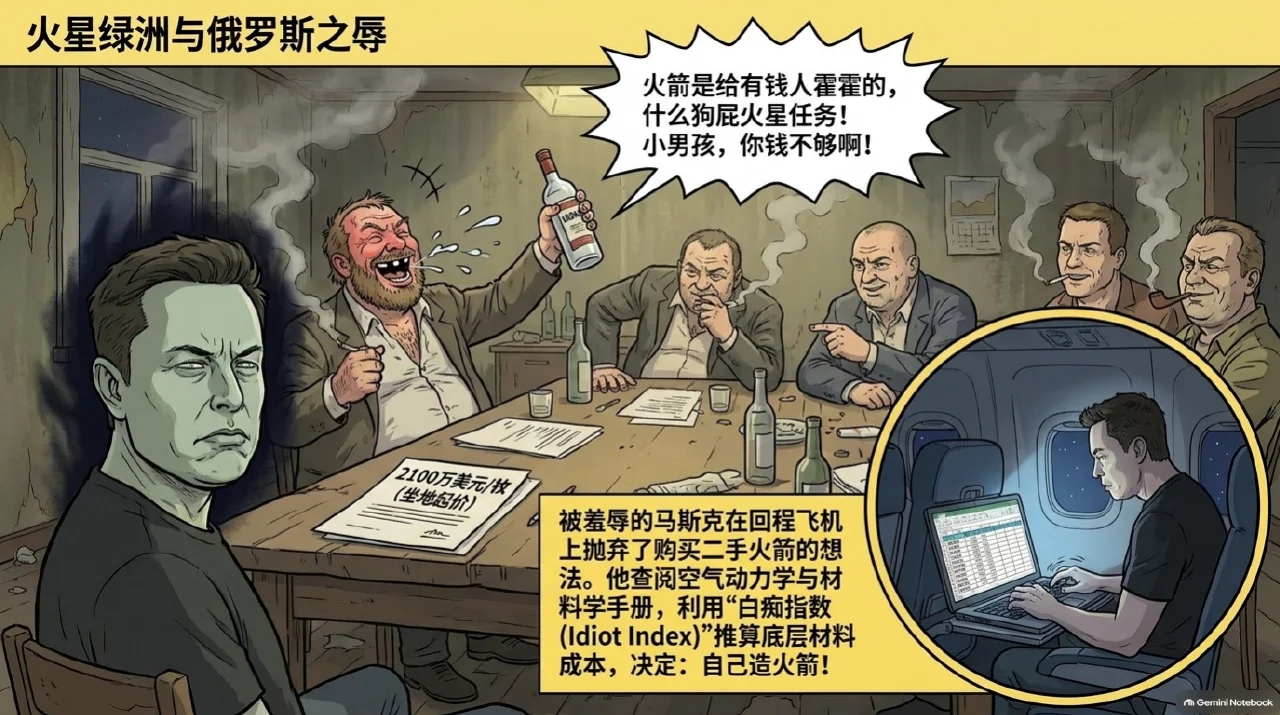 火星绿洲与俄罗斯之辱
火箭是给有钱人霍霍的，
什么狗屁火星任务！
小男孩，你钱不够啊！
2100万美元/枚
(坐地起价)
被羞辱的马斯克在回程飞机
上抛弃了购买二手火箭的想
法。他查阅空气动力学与材
料学手册，利用“白痴指数
(Idiot Index)”推算底层材料
成本，决定：自己造火箭！
Gemini Notebook